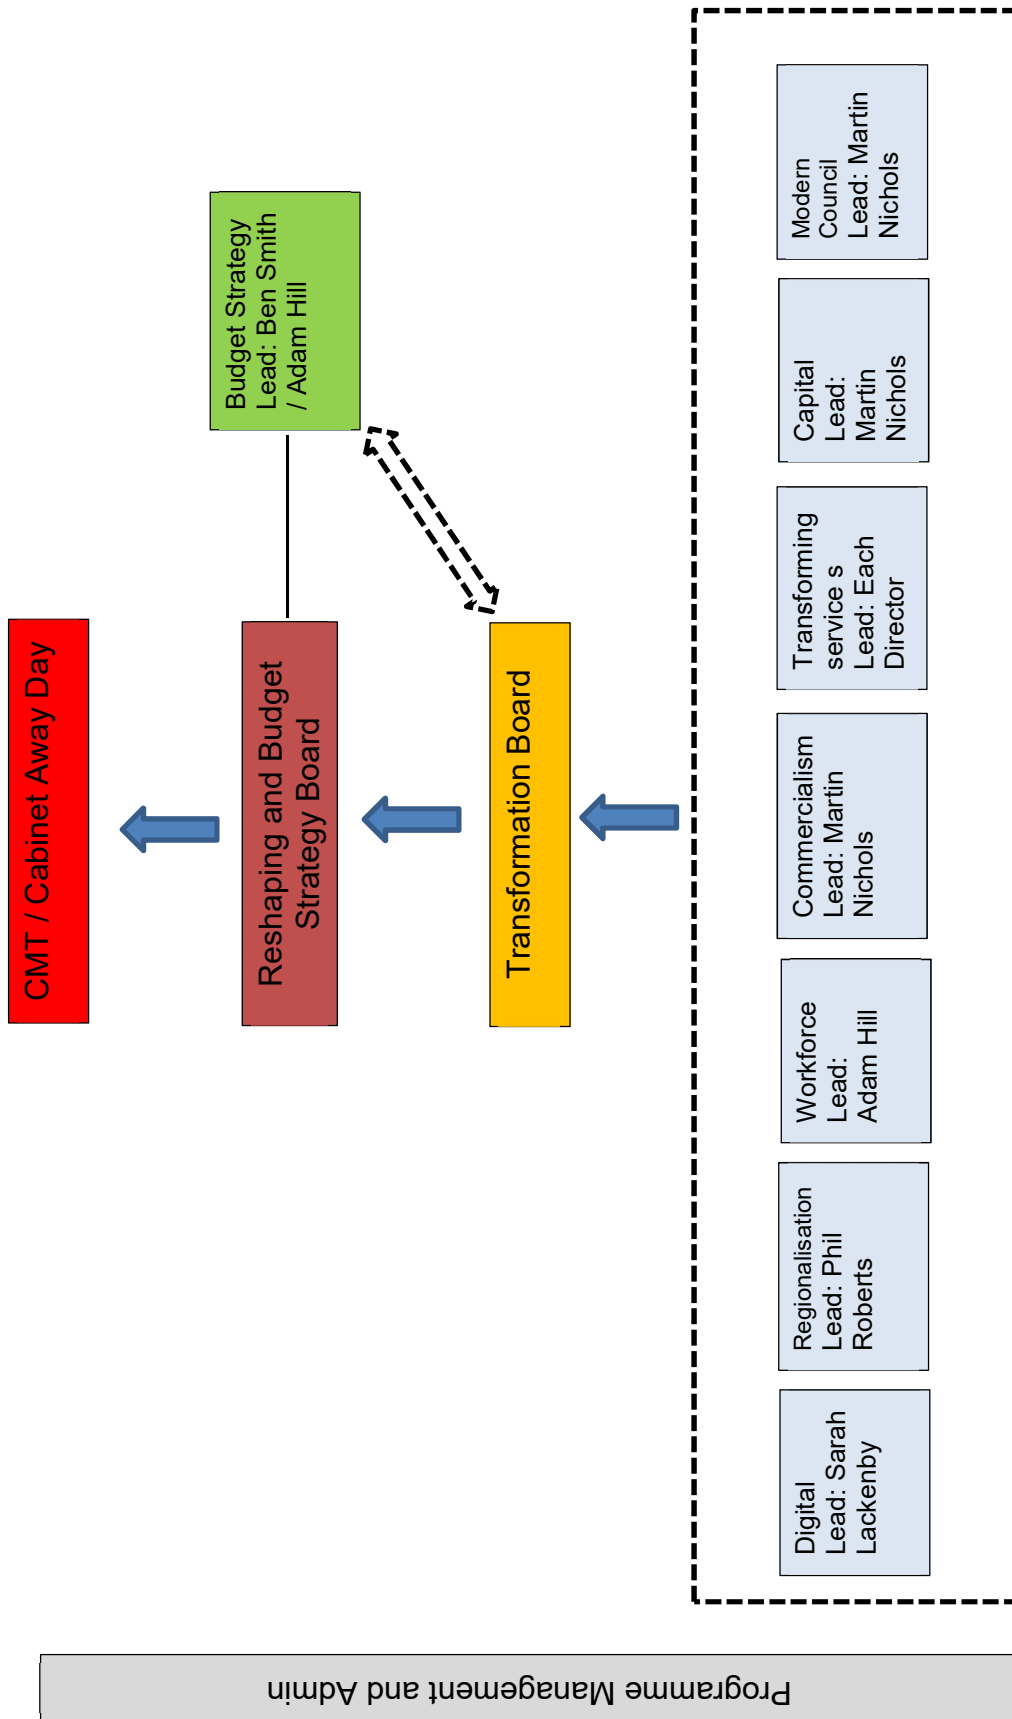 CMT / Cabinet Away Day
Reshaping and Budget
Strategy Board
Budget Strategy
Lead: Ben Smith
/ Adam Hill
Transformation Board
Digital
Lead: Sarah
Lackenby
Regionalisation
Lead: Phil
Roberts
Workforce
Lead:
Adam Hill
Commercialism
Lead: Martin
Nichols
Transforming
service s
Lead: Each
Director
Capital
Lead:
Martin
Nichols
Modern
Council
Lead: Martin
Nichols
Programme Management and Admin